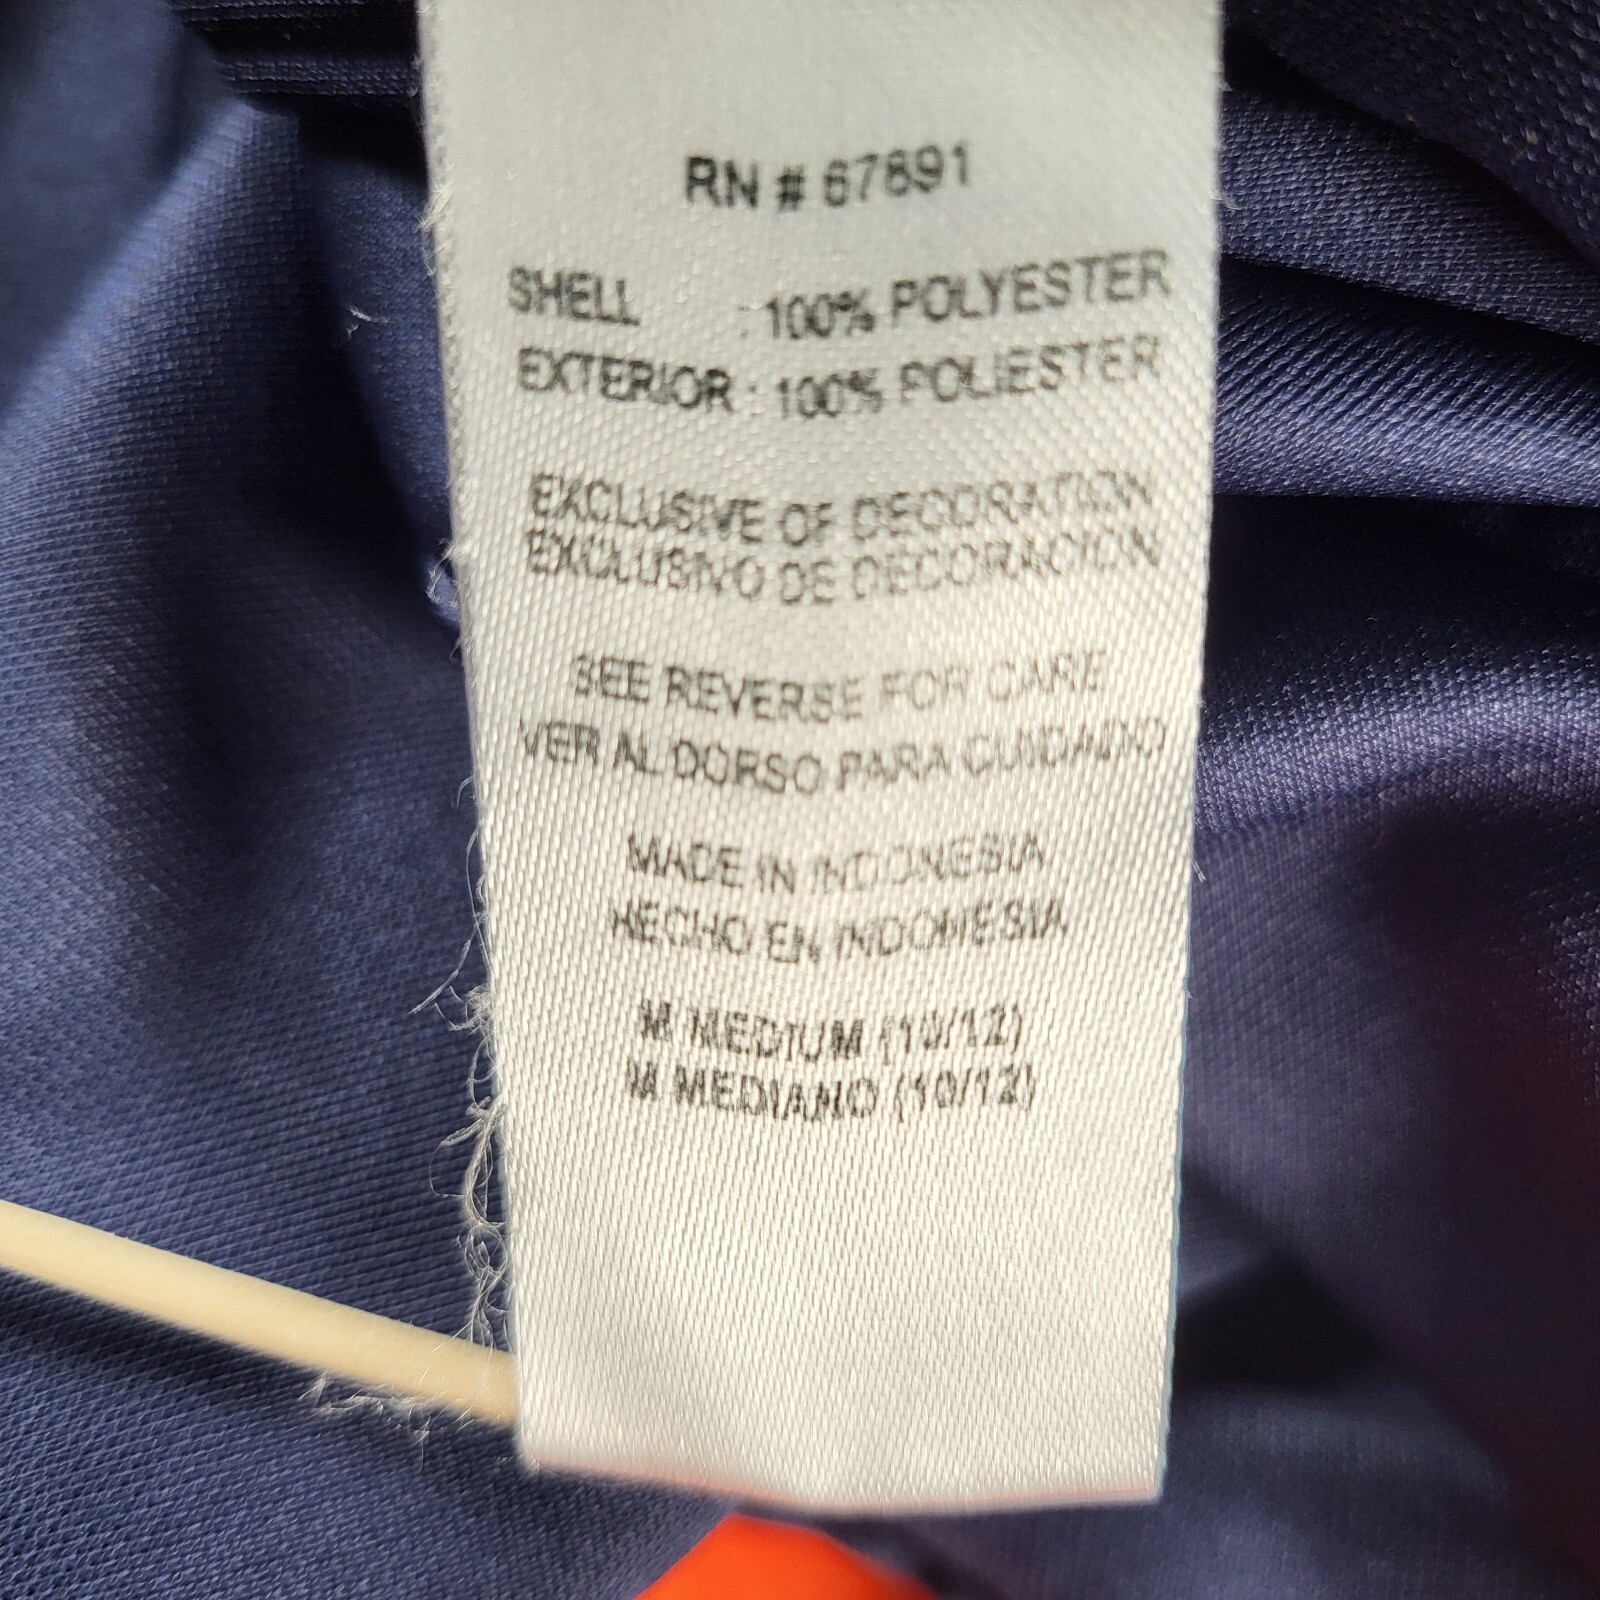 RN # 67891
SHELL : 100% POLYESTER
EXTERIOR : 100% POLIESTER
EXCLUSIVE OF DECORATION
EXCLUSIVO DE DECORACION
SEE REVERSE FOR CARE
VER AL DORSO PARA CUIDADO
MADE IN INDONESIA
HECHO EN INDONESIA
M MEDIUM (10/12)
M MEDIANO (10/12)